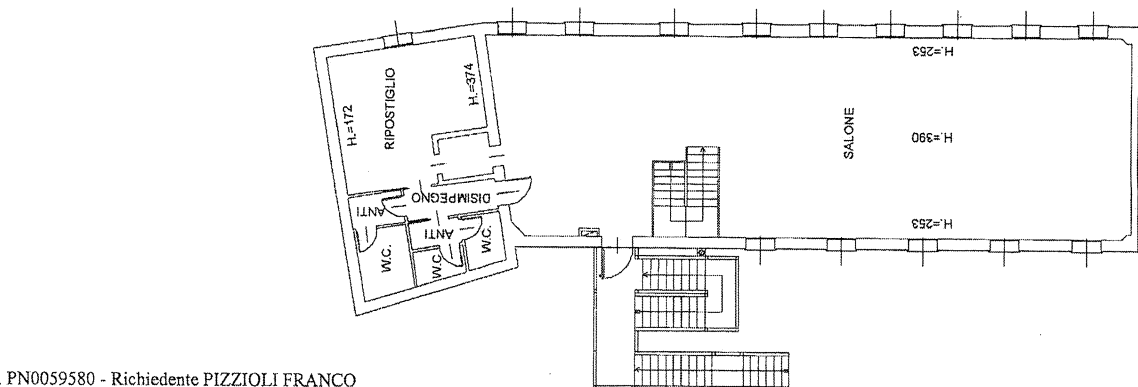 H.=172
RIPOSTIGLIO
H.=374
H.=253
SALONE
H.=390
H.=253
DISIMPEGNO
ANTI
ANTI
W.C.
W.C.
W.C.
. PN0059580 - Richiedente PIZZIOLI FRANCO